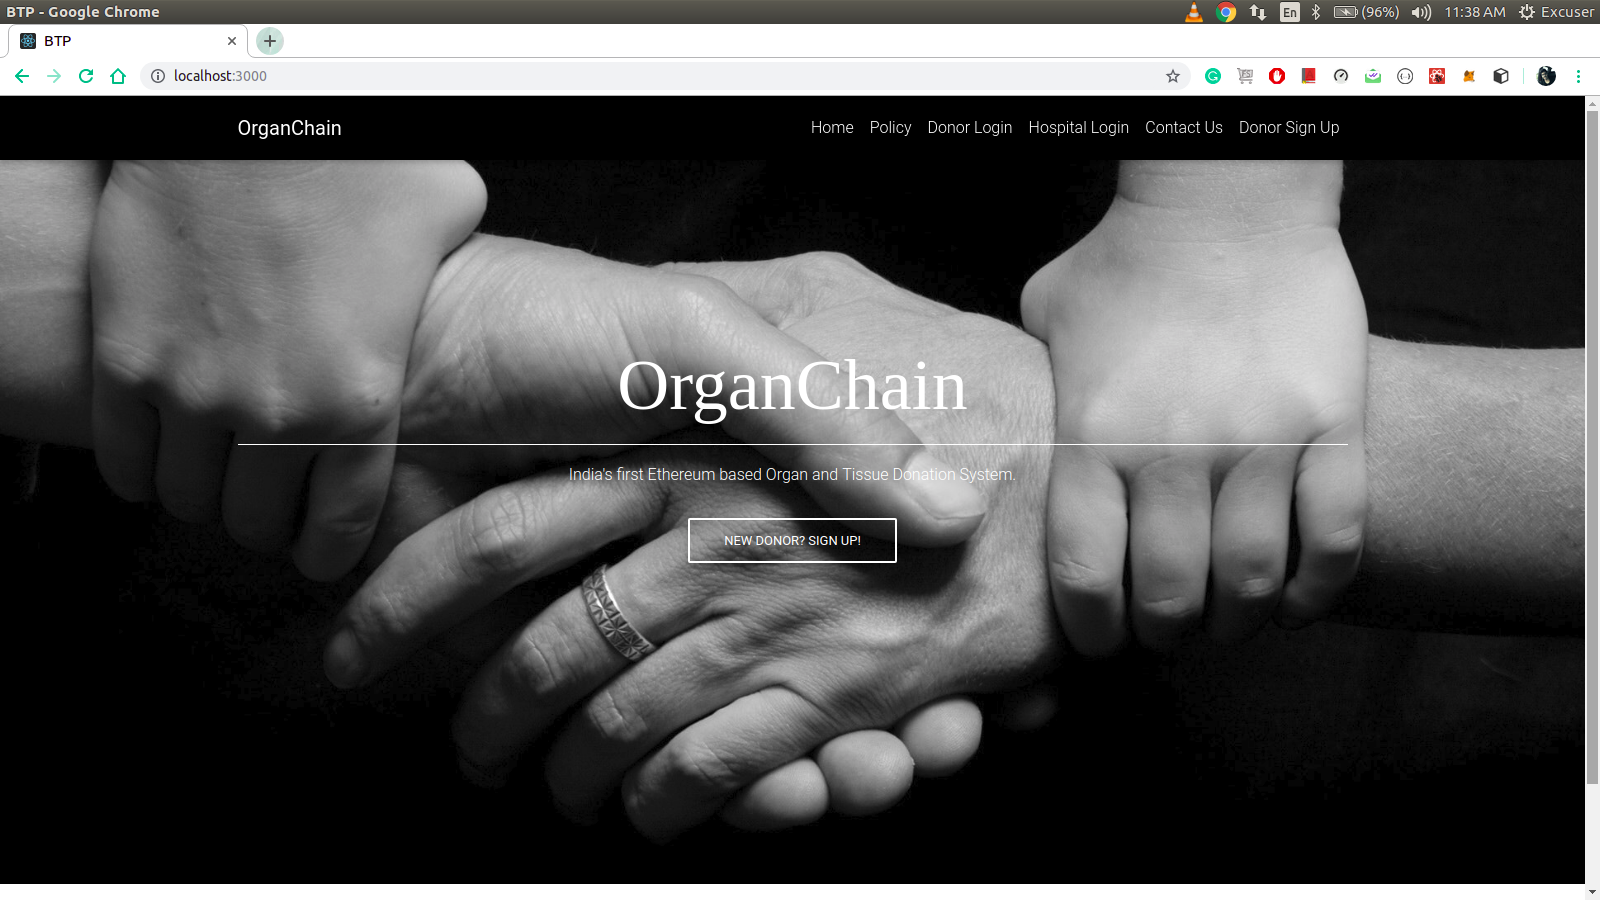 BTP - Google Chrome
En
(96%)
11:38 AM
Excuser
BTP
localhost:3000
OrganChain
Home
Policy
Donor Login
Hospital Login
Contact Us
Donor Sign Up
OrganChain
India's first Ethereum based Organ and Tissue Donation System.
NEW DONOR? SIGN UP!